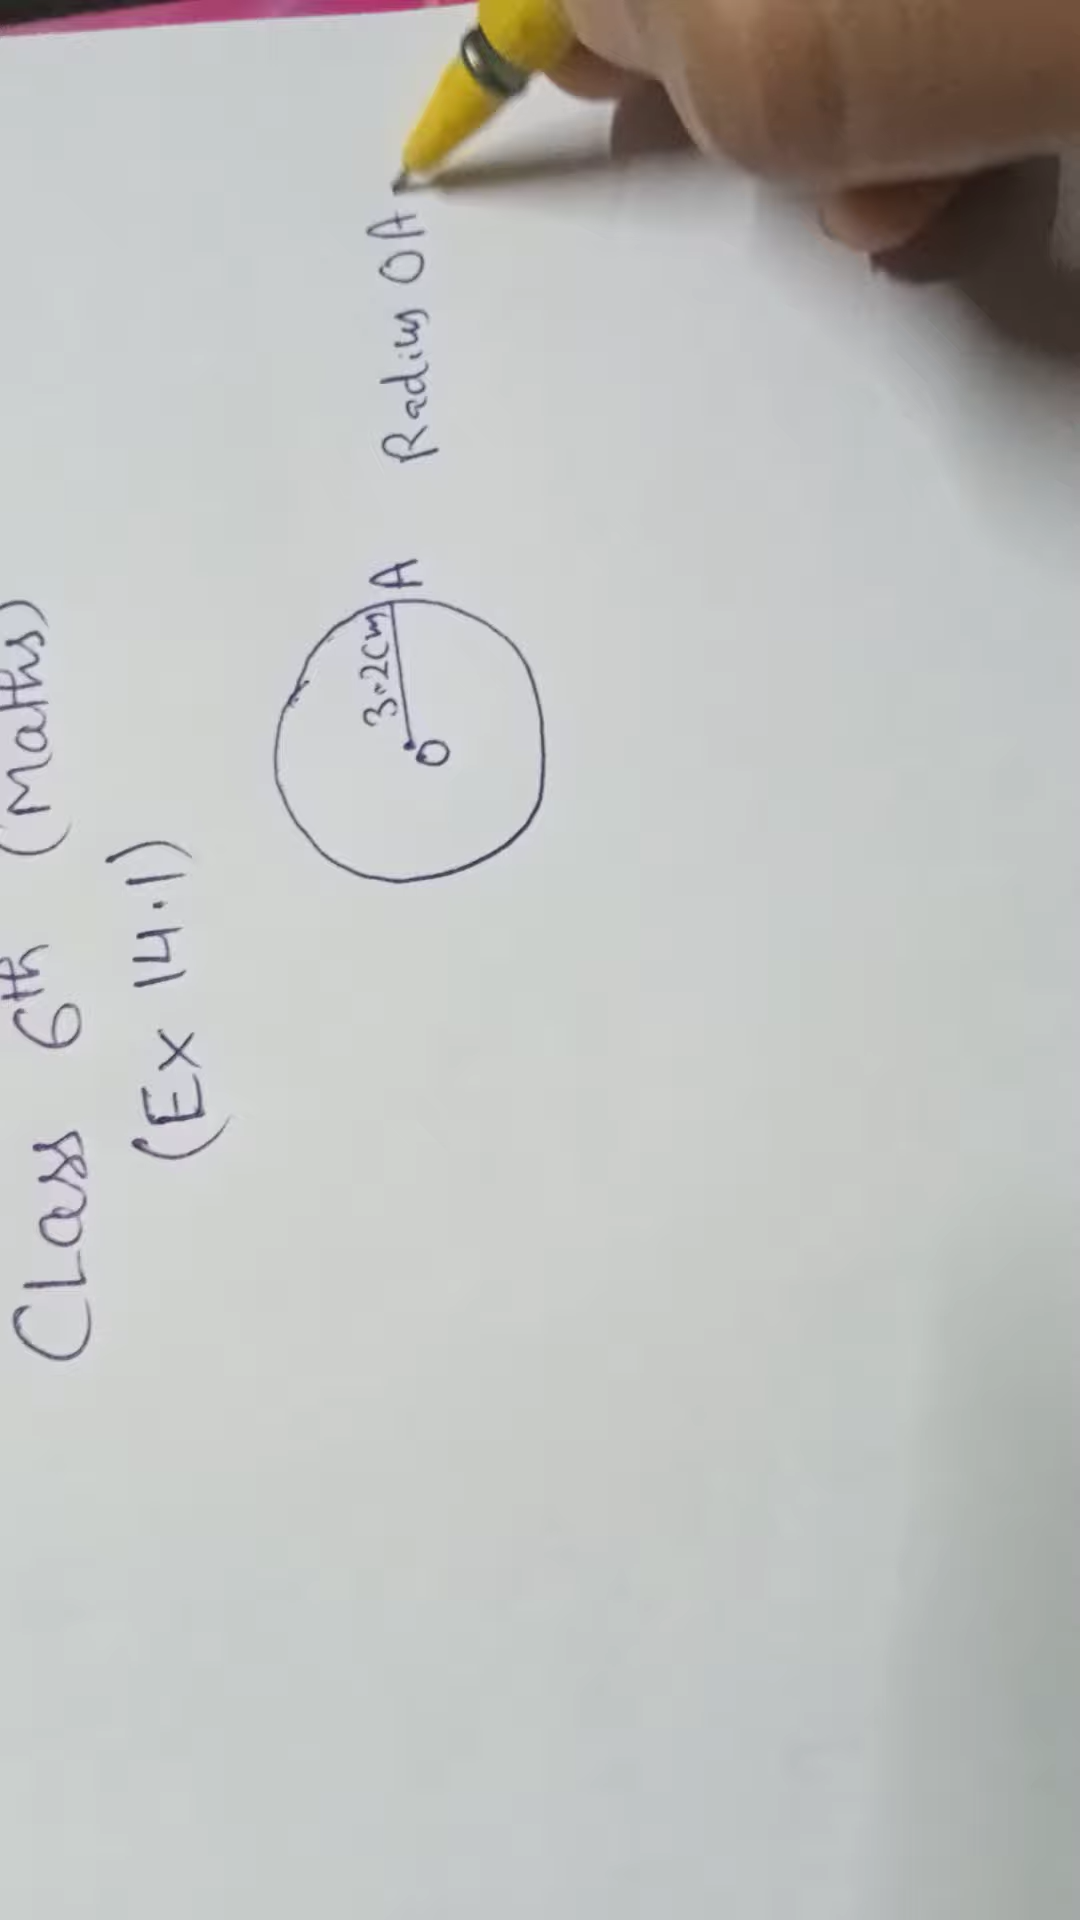 CLass 6th (Maths)
(Ex 14.1)
3.2cm
A
O
Radius OA